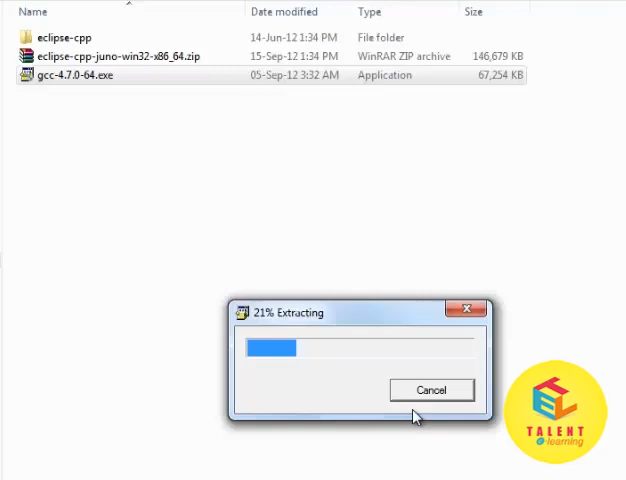 Name Date modified Type Size
eclipse-cpp 14-Jun-12 1:34 PM File folder
eclipse-cpp-juno-win32-x86_64.zip 15-Sep-12 1:34 PM WinRAR ZIP archive 146,679 KB
gcc-4.7.0-64.exe 05-Sep-12 3:32 AM Application 67,254 KB
21% Extracting
Cancel
TEL
TALENT
e-learning